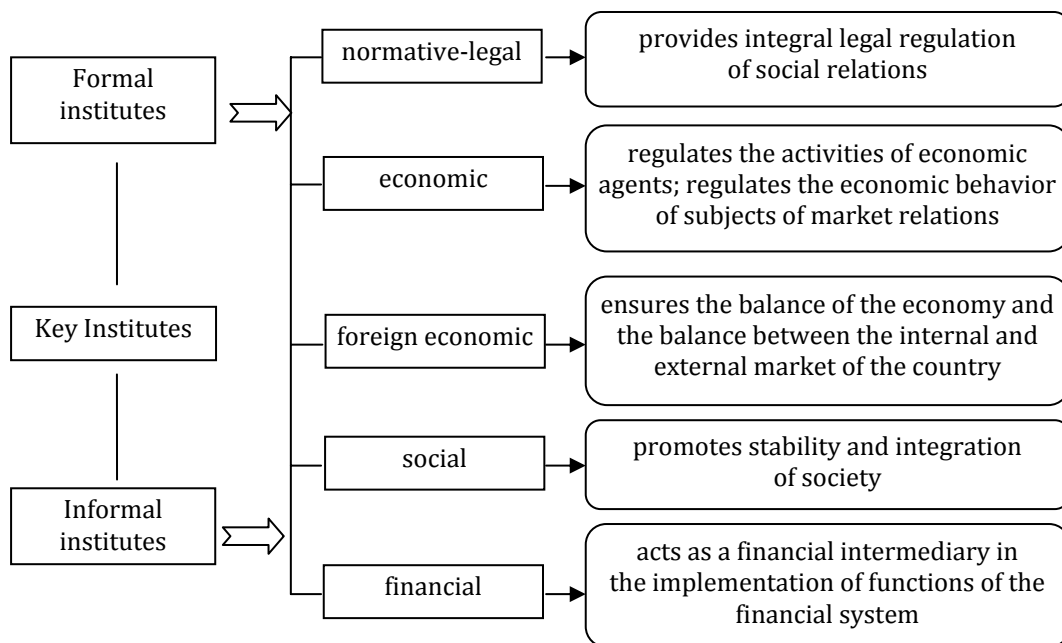 Formal
institutes
Key Institutes
Informal
institutes
normative-legal
provides integral legal regulation
of social relations
economic
regulates the activities of economic
agents; regulates the economic behavior
of subjects of market relations
foreign economic
ensures the balance of the economy and
the balance between the internal and
external market of the country
social
promotes stability and integration
of society
financial
acts as a financial intermediary in
the implementation of functions of the
financial system